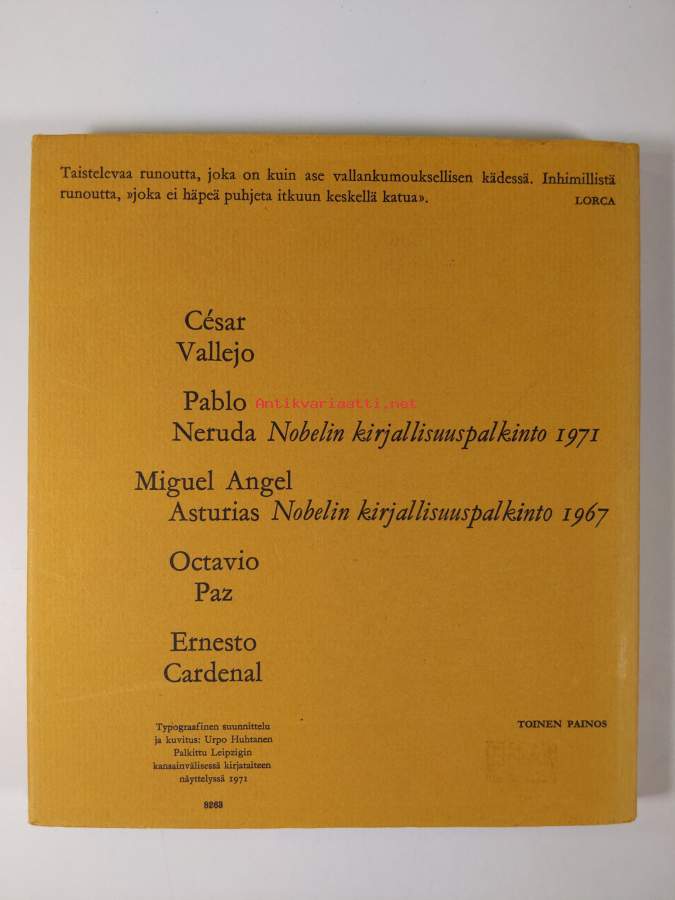 Taistelevaa runoutta, joka on kuin ase vallankumouksellisen kädessä. Inhimillistä
runoutta, »joka ei häpeä puhjeta itkuun keskellä katua».
LORCA
César
Vallejo
Antikvariaatti.net
Pablo
Neruda Nobelin kirjallisuuspalkinto 1971
Miguel Angel
Asturias Nobelin kirjallisuuspalkinto 1967
Octavio
Paz
Ernesto
Cardenal
Typograafinen suunnittelu
ja kuvitus: Urpo Huhtanen
Palkittu Leipzigin
kansainvälisessä kirjataiteen
näyttelyssä 1971
8263
TOINEN PAINOS